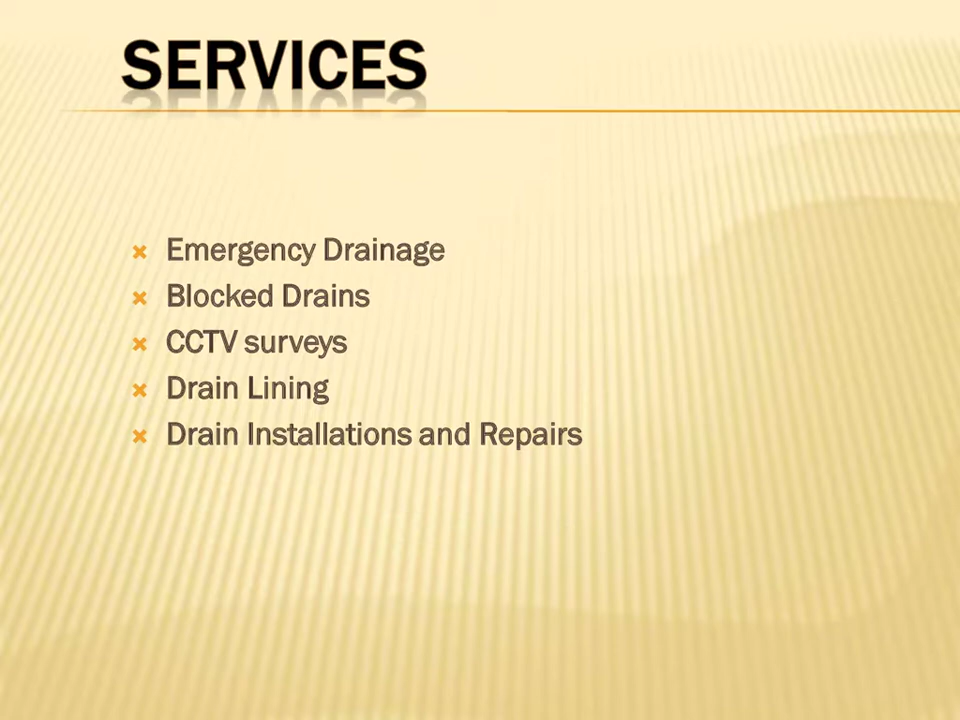 SERVICES
Emergency Drainage
Blocked Drains
CCTV surveys
Drain Lining
Drain Installations and Repairs